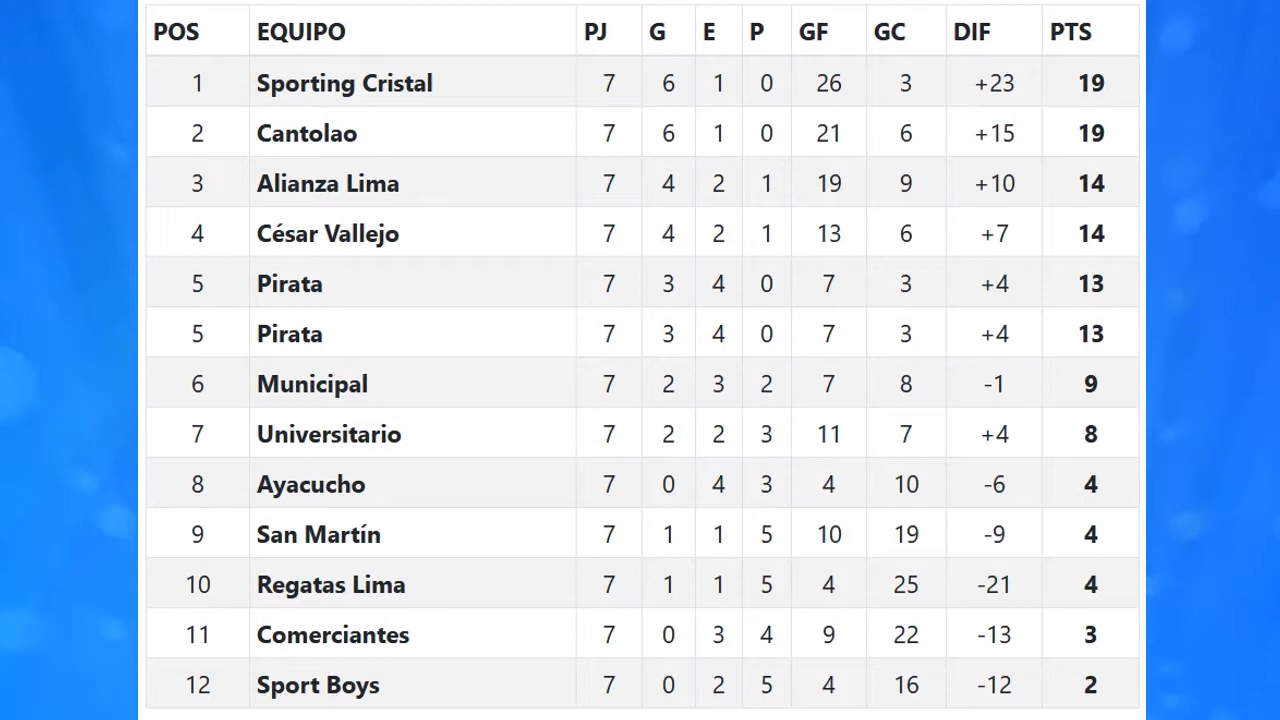 POS EQUIPO PJ G E P GF GC DIF PTS
1 Sporting Cristal 7 6 1 0 26 3 +23 19
2 Cantolao 7 6 1 0 21 6 +15 19
3 Alianza Lima 7 4 2 1 19 9 +10 14
4 César Vallejo 7 4 2 1 13 6 +7 14
5 Pirata 7 3 4 0 7 3 +4 13
5 Pirata 7 3 4 0 7 3 +4 13
6 Municipal 7 2 3 2 7 8 -1 9
7 Universitario 7 2 2 3 11 7 +4 8
8 Ayacucho 7 0 4 3 4 10 -6 4
9 San Martín 7 1 1 5 10 19 -9 4
10 Regatas Lima 7 1 1 5 4 25 -21 4
11 Comerciantes 7 0 3 4 9 22 -13 3
12 Sport Boys 7 0 2 5 4 16 -12 2